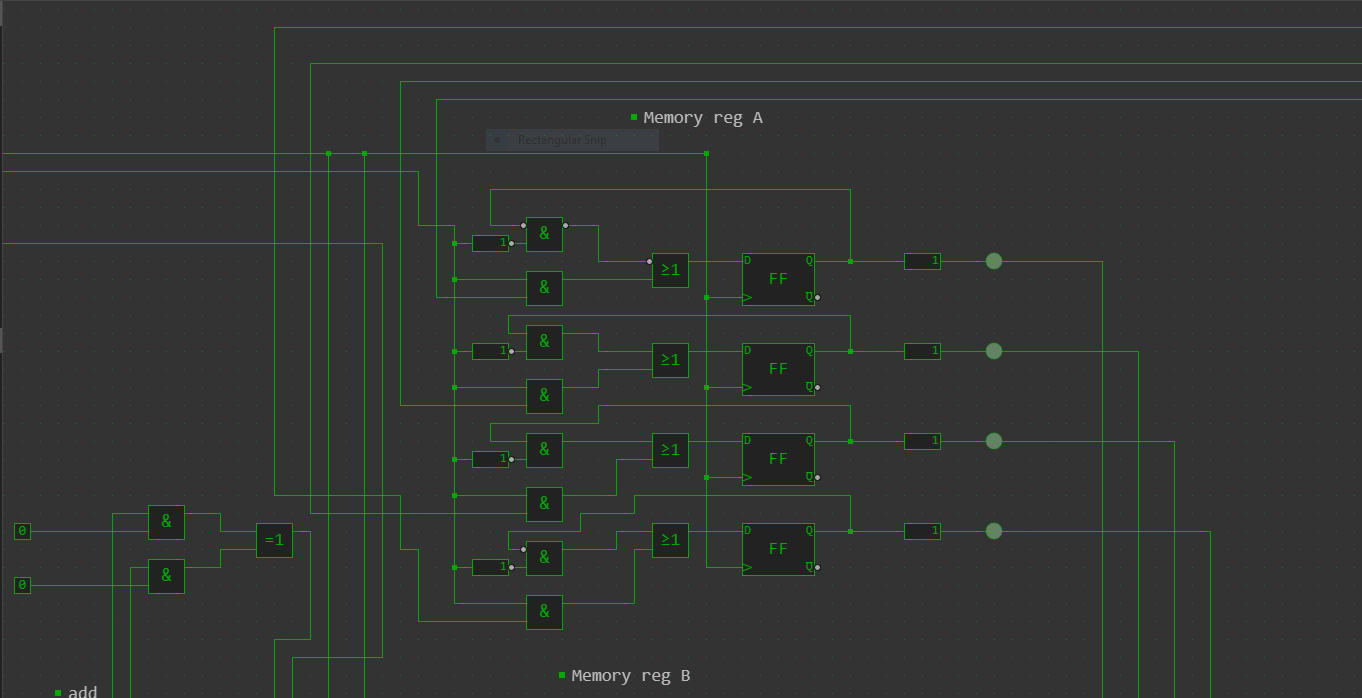 Memory reg A
Rectangular Snip
&
1
≥1
D Q
FF
> Q̅
1
&
&
1
≥1
D Q
FF
> Q̅
1
&
&
1
≥1
D Q
FF
> Q̅
1
&
0
&
=1
&
1
≥1
D Q
FF
> Q̅
1
0
&
&
Memory reg B
add